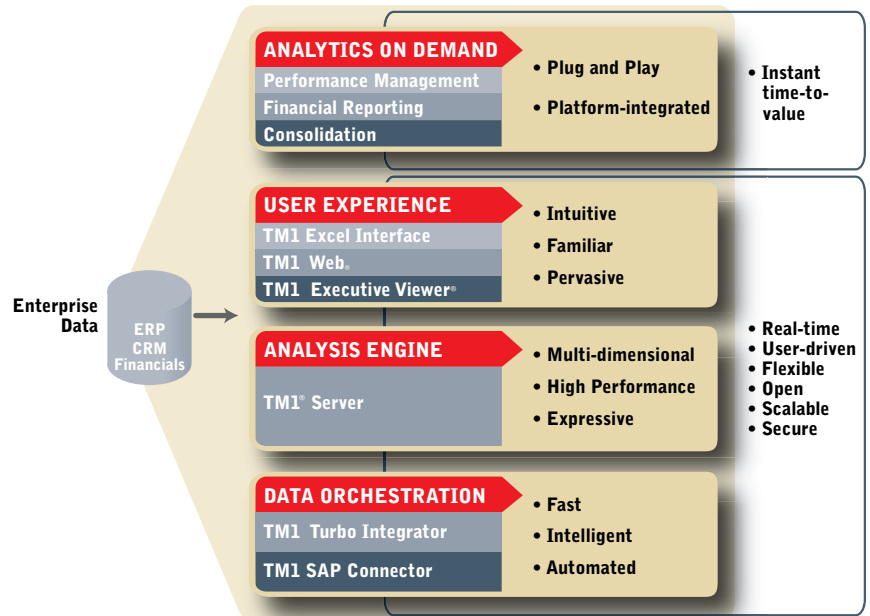 Enterprise
Data
ERP
CRM
Financials
ANALYTICS ON DEMAND
Performance Management
Financial Reporting
Consolidation
• Plug and Play
• Platform-integrated
• Instant
time-to-
value
USER EXPERIENCE
TM1 Excel Interface
TM1 Web®
TM1 Executive Viewer®
• Intuitive
• Familiar
• Pervasive
ANALYSIS ENGINE
TM1® Server
• Multi-dimensional
• High Performance
• Expressive
DATA ORCHESTRATION
TM1 Turbo Integrator
TM1 SAP Connector
• Fast
• Intelligent
• Automated
• Real-time
• User-driven
• Flexible
• Open
• Scalable
• Secure